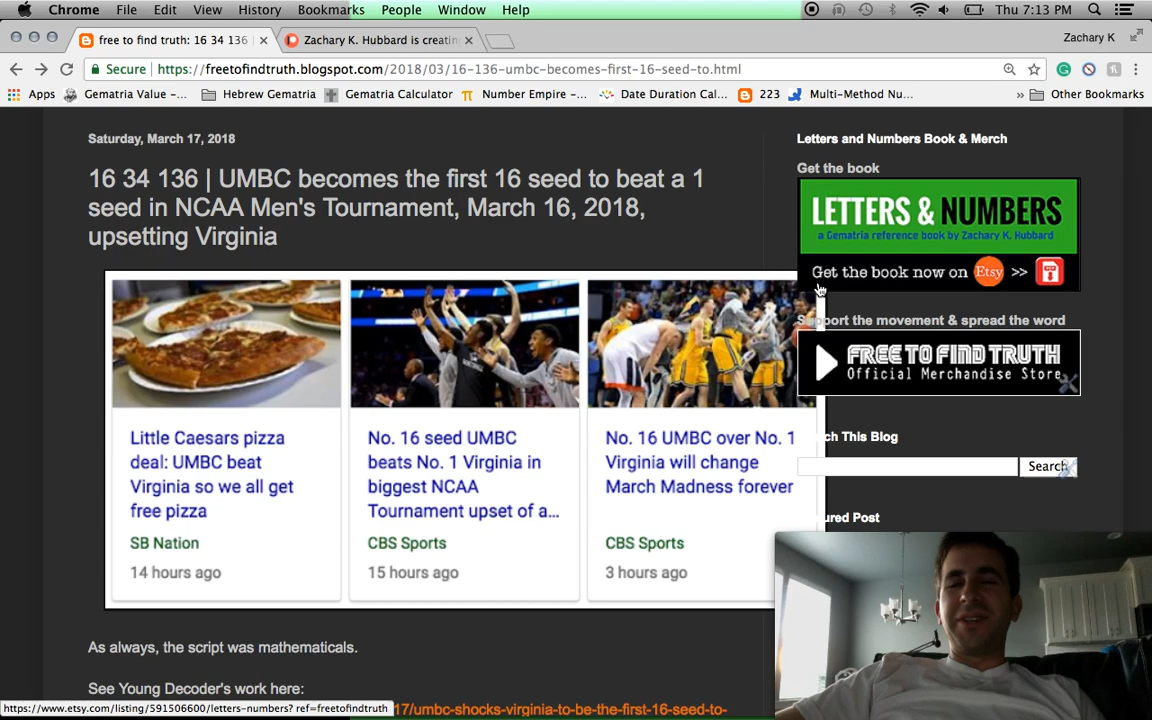 Chrome File Edit View History Bookmarks People Window Help Thu 7:13 PM
free to find truth: 16 34 136 | Zachary K. Hubbard is creatin Zachary K
Secure https://freetofindtruth.blogspot.com/2018/03/16-136-umbc-becomes-first-16-seed-to.html
Apps Gematria Value -... Hebrew Gematria Gematria Calculator Number Empire -... Date Duration Cal... 223 Multi-Method Nu... » Other Bookmarks
Saturday, March 17, 2018
16 34 136 | UMBC becomes the first 16 seed to beat a 1
seed in NCAA Men's Tournament, March 16, 2018,
upsetting Virginia
Little Caesars pizza
deal: UMBC beat
Virginia so we all get
free pizza
SB Nation
14 hours ago
No. 16 seed UMBC
beats No. 1 Virginia in
biggest NCAA
Tournament upset of a...
CBS Sports
15 hours ago
No. 16 UMBC over No. 1
Virginia will change
March Madness forever
CBS Sports
3 hours ago
As always, the script was mathematicals.
See Young Decoder's work here:
17/umbc-shocks-virginia-to-be-the-first-16-seed-to-
Letters and Numbers Book & Merch
Get the book
LETTERS & NUMBERS
a Gematria reference book by Zachary K. Hubbard
Get the book now on Etsy >>
Support the movement & spread the word
FREE TO FIND TRUTH
Official Merchandise Store
ch This Blog
Search
ured Post
https://www.etsy.com/listing/591506600/letters-numbers? ref=freetofindtruth